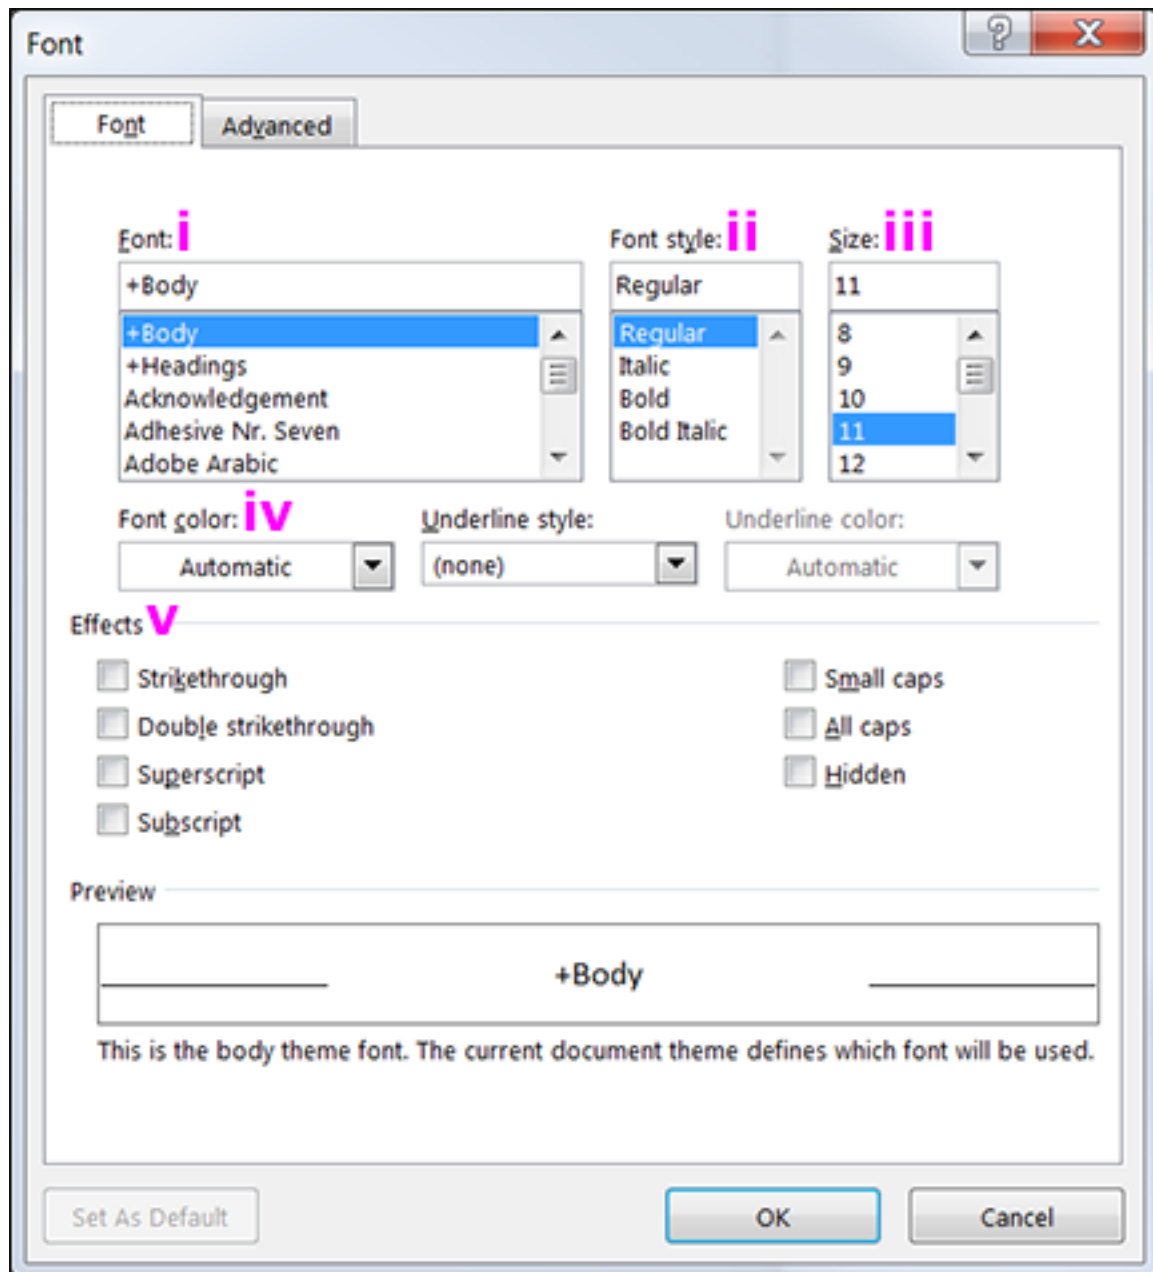 Font
Font Advanced
Font: i Font style: ii Size: iii
+Body Regular 11
+Body Regular 8
+Headings Italic 9
Acknowledgement Bold 10
Adhesive Nr. Seven Bold Italic 11
Adobe Arabic 12
Font color: iv Underline style: Underline color:
Automatic (none) Automatic
Effects v
Strikethrough Small caps
Double strikethrough All caps
Superscript Hidden
Subscript
Preview
+Body
This is the body theme font. The current document theme defines which font will be used.
Set As Default OK Cancel